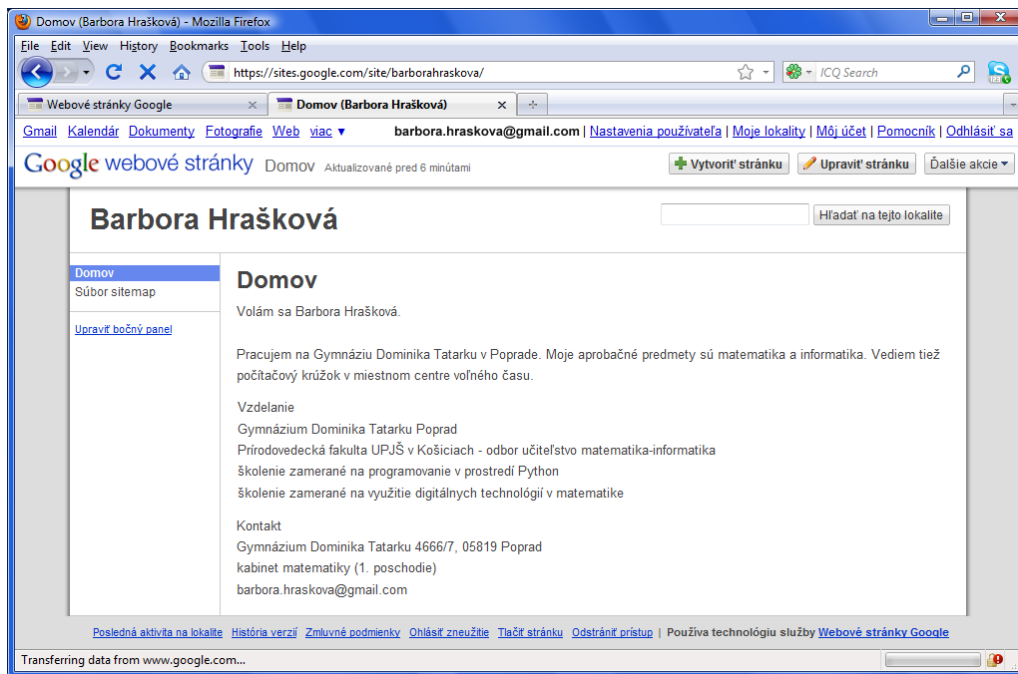 Domov (Barbora Hrašková) - Mozilla Firefox
File Edit View History Bookmarks Tools Help
https://sites.google.com/site/barborahraskova/
ICQ Search
Webové stránky Google
Domov (Barbora Hrašková)
Gmail Kalendár Dokumenty Fotografie Web viac ▼ barbora.hraskova@gmail.com | Nastavenia používateľa | Moje lokality | Môj účet | Pomocník | Odhlásiť sa
Google webové stránky Domov Aktualizované pred 6 minútami
Vytvoriť stránku Upraviť stránku Ďalšie akcie ▼
Barbora Hrašková
Hľadať na tejto lokalite
Domov
Súbor sitemap
Upraviť bočný panel
Domov
Volám sa Barbora Hrašková.
Pracujem na Gymnáziu Dominika Tatarku v Poprade. Moje aprobačné predmety sú matematika a informatika. Vediem tiež
počítačový krúžok v miestnom centre voľného času.
Vzdelanie
Gymnázium Dominika Tatarku Poprad
Prírodovedecká fakulta UPJŠ v Košiciach - odbor učiteľstvo matematika-informatika
školenie zamerané na programovanie v prostredí Python
školenie zamerané na využitie digitálnych technológií v matematike
Kontakt
Gymnázium Dominika Tatarku 4666/7, 05819 Poprad
kabinet matematiky (1. poschodie)
barbora.hraskova@gmail.com
Posledná aktivita na lokalite História verzií Zmluvné podmienky Ohlásiť zneužitie Tlačiť stránku Odstrániť prístup | Používa technológiu služby Webové stránky Google
Transferring data from www.google.com...